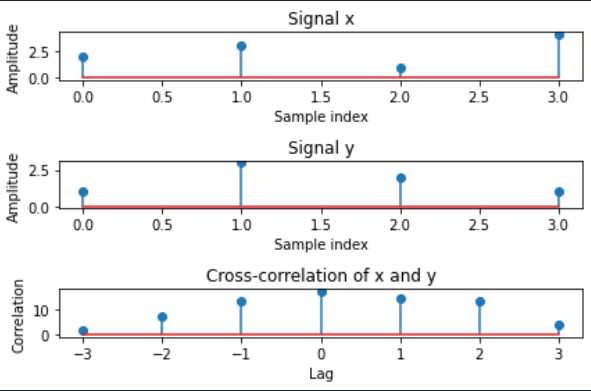 Signal x
Amplitude
2.5
0.0
0.0 0.5 1.0 1.5 2.0 2.5 3.0
Sample index
Signal y
Amplitude
2.5
0.0
0.0 0.5 1.0 1.5 2.0 2.5 3.0
Sample index
Cross-correlation of x and y
Correlation
10
0
−3 −2 −1 0 1 2 3
Lag